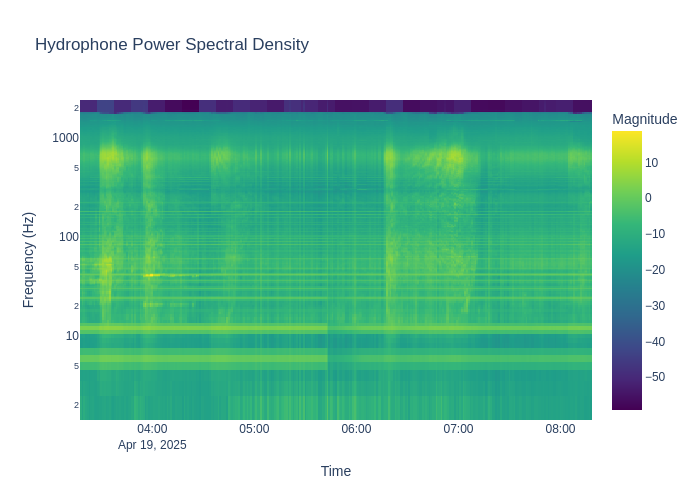 Hydrophone Power Spectral Density
Magnitude
Frequency (Hz)
2
1000
5
2
100
5
2
10
5
2
10
0
−10
−20
−30
−40
−50
04:00 05:00 06:00 07:00 08:00
Apr 19, 2025
Time